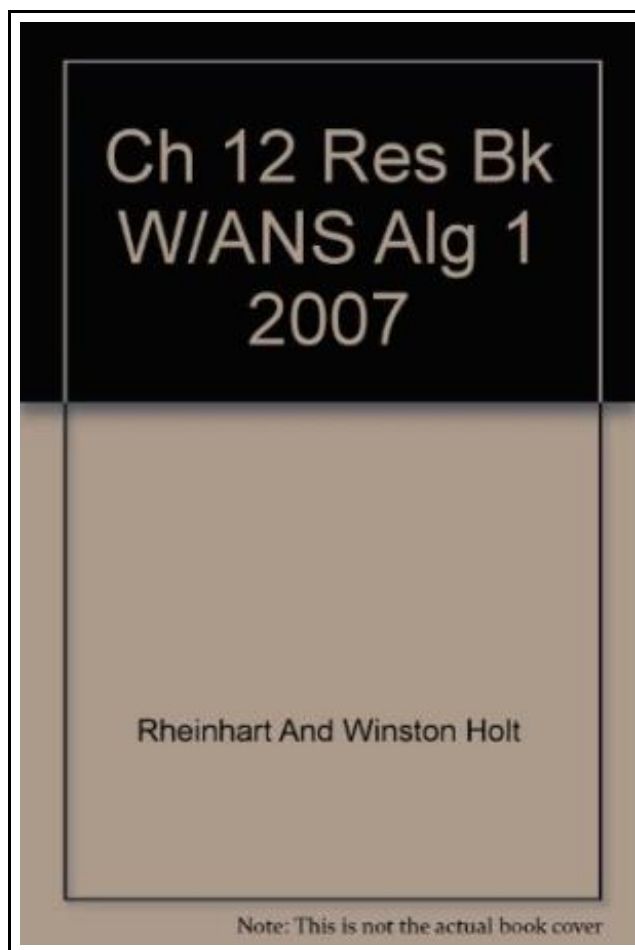 Ch 12 Res Bk
W/ANS Alg 1
2007
Rheinhart And Winston Holt
Note: This is not the actual book cover